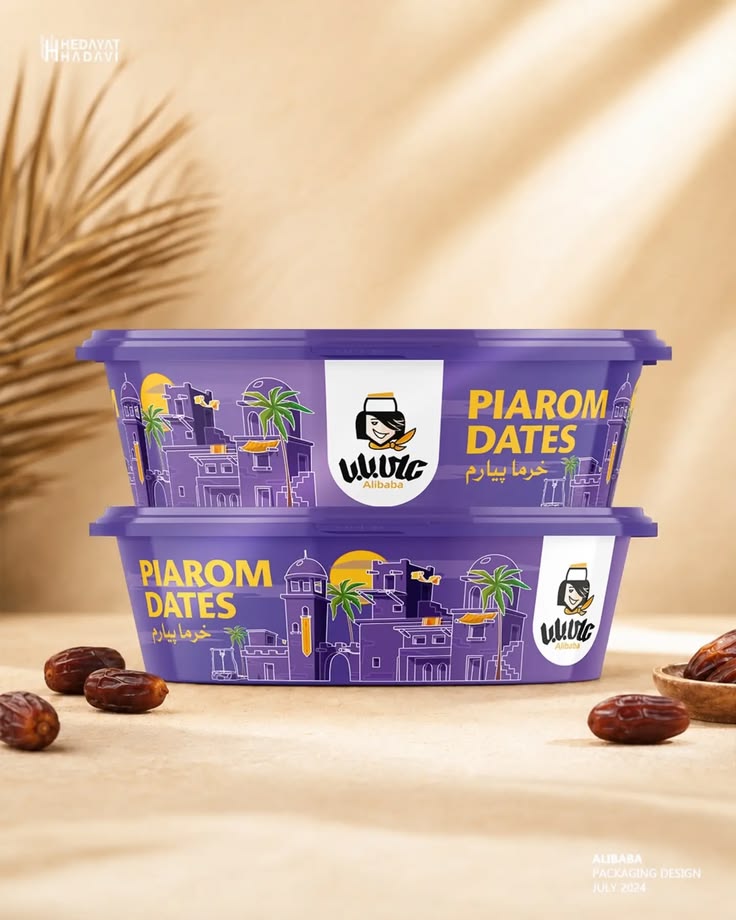 HEDAYAT
HADAVI
PIAROM
DATES
خرما پیارم
علی بابا
Alibaba
PIAROM
DATES
خرما پیارم
علی بابا
Alibaba
ALIBABA
PACKAGING DESIGN
JULY 2024